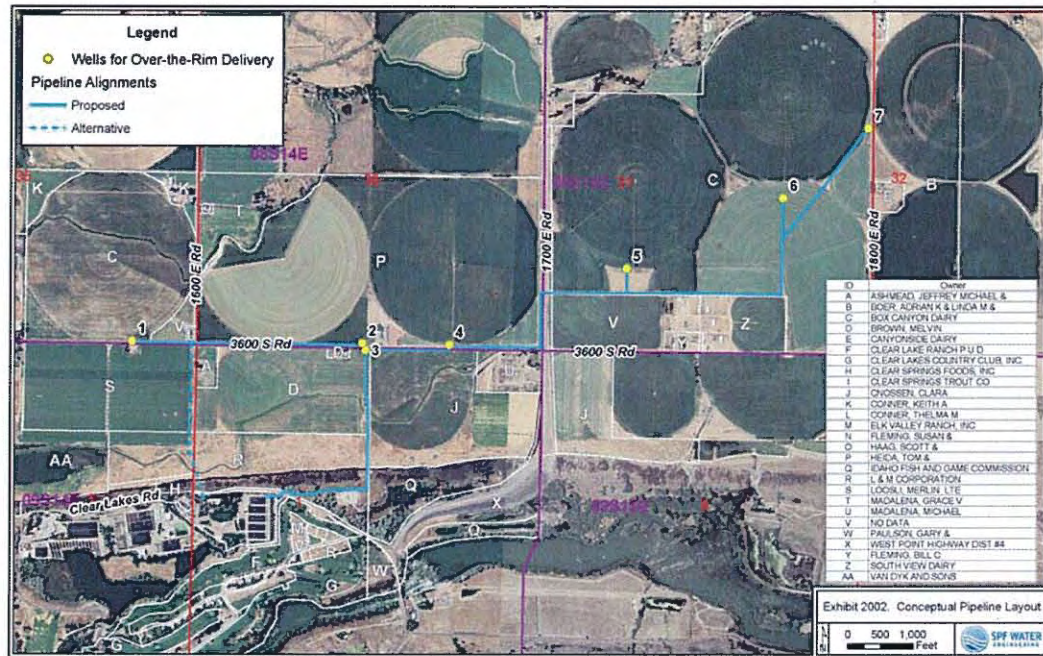 Legend
Wells for Over-the-Rim Delivery
Pipeline Alignments
Proposed
Alternative
1600 E Rd
1700 E Rd
1800 E Rd
3600 S Rd
3600 S Rd
Clear Lakes Rd
1
2
3
4
5
6
7
32
K
T
C
P
C
B
V
S
D
J
J
V
Y
Z
AA
R
H
Q
X
Q
F
G
W
G
ID Owner
A ASHMEAD, JEFFREY MICHAEL &
B BOER, ADRIAN K & LINDA M &
C BOX CANYON DAIRY
D BROWN, MELVIN
E CANYONSIDE DAIRY
F CLEAR LAKE RANCH P U D
G CLEAR LAKES COUNTRY CLUB, INC
H CLEAR SPRINGS FOODS, INC
I CLEAR SPRINGS TROUT CO
J CNOSSEN, CLARA
K CONNER, KEITH A
L CONNER, THELMA M
M ELK VALLEY RANCH, INC
N FLEMING, SUSAN &
O HAAG, SCOTT &
P HEIDA, TOM &
Q IDAHO FISH AND GAME COMMISSION
R L & M CORPORATION
S LOOSLI, MERLIN, LTE
T MADALENA, GRACE V
U MADALENA, MICHAEL
V NO DATA
W PAULSON, GARY &
X WEST POINT HIGHWAY DIST #4
Y FLEMING, BILL C
Z SOUTH VIEW DAIRY
AA VAN DYK AND SONS
Exhibit 2002. Conceptual Pipeline Layout
0 500 1,000
Feet
SPF WATER
ENGINEERING